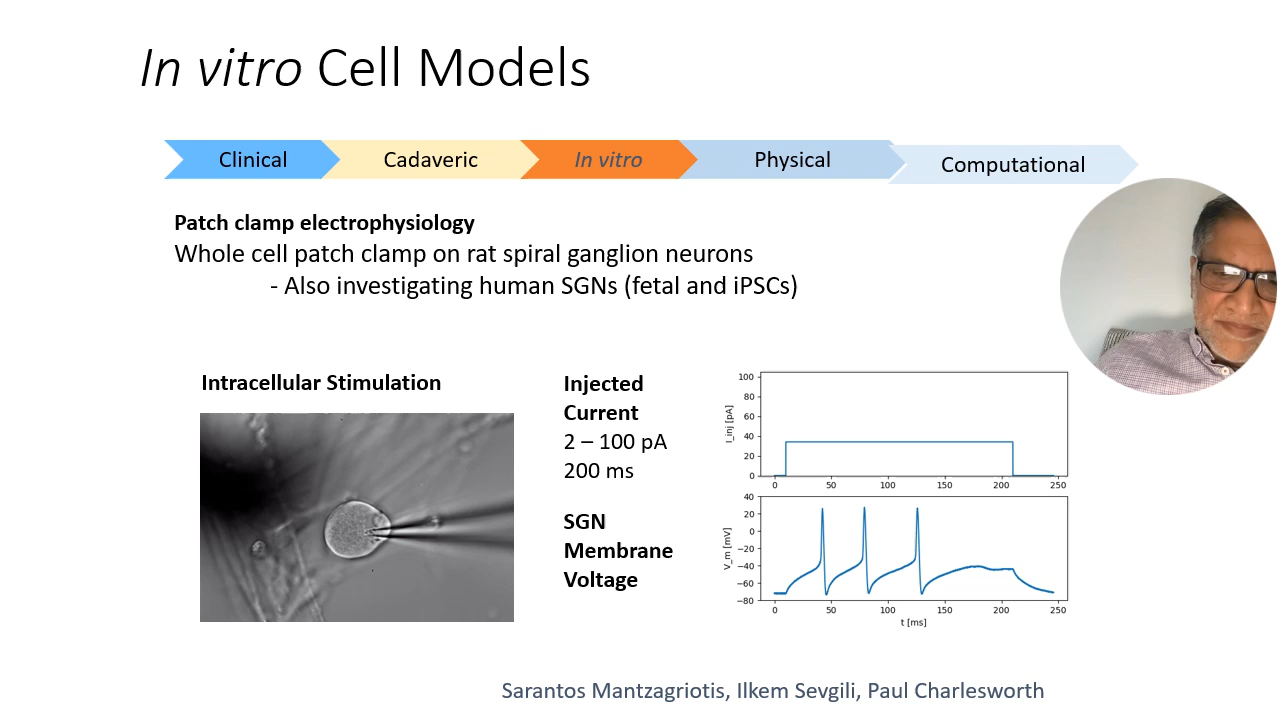 In vitro Cell Models
Clinical
Cadaveric
In vitro
Physical
Computational
Patch clamp electrophysiology
Whole cell patch clamp on rat spiral ganglion neurons
- Also investigating human SGNs (fetal and iPSCs)
Intracellular Stimulation
Injected
Current
2 – 100 pA
200 ms
SGN
Membrane
Voltage
I_inj [pA]
100
80
60
40
20
0
0 50 100 150 200 250
V_m [mV]
40
20
0
−20
−40
−60
−80
0 50 100 150 200 250
t [ms]
Sarantos Mantzagriotis, Ilkem Sevgili, Paul Charlesworth